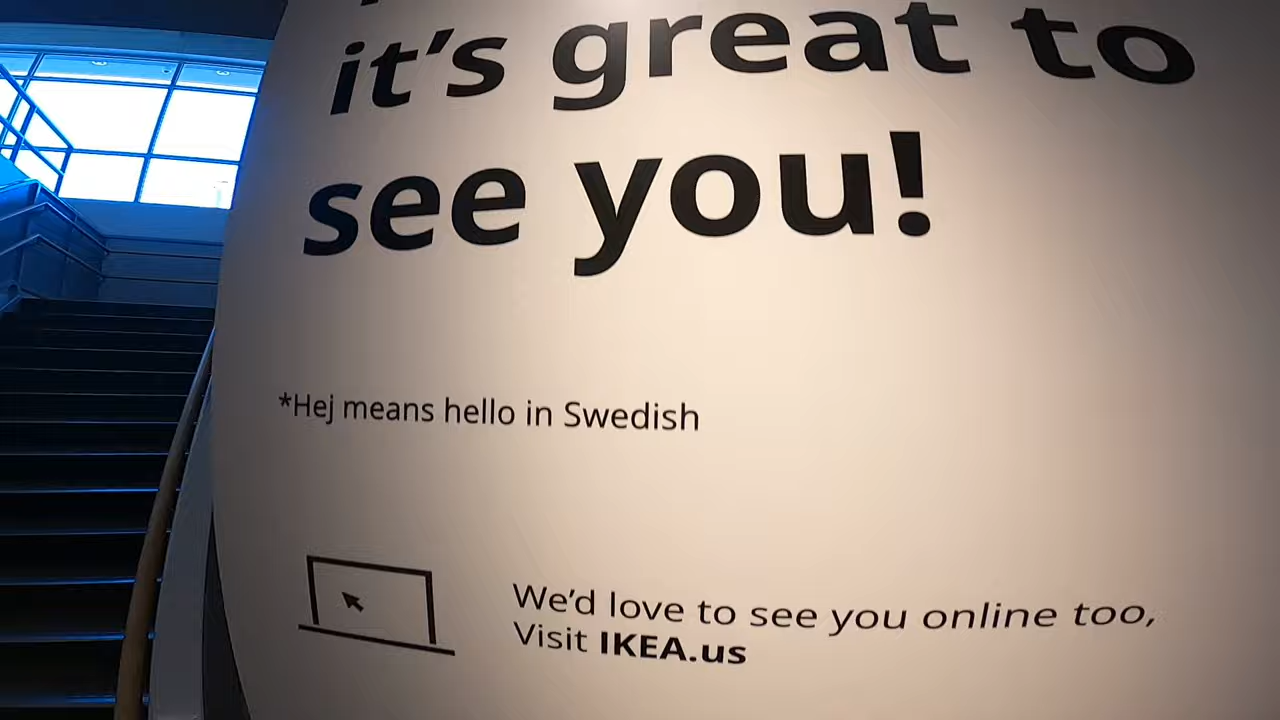 it's great to
see you!
*Hej means hello in Swedish
We'd love to see you online too,
Visit IKEA.us